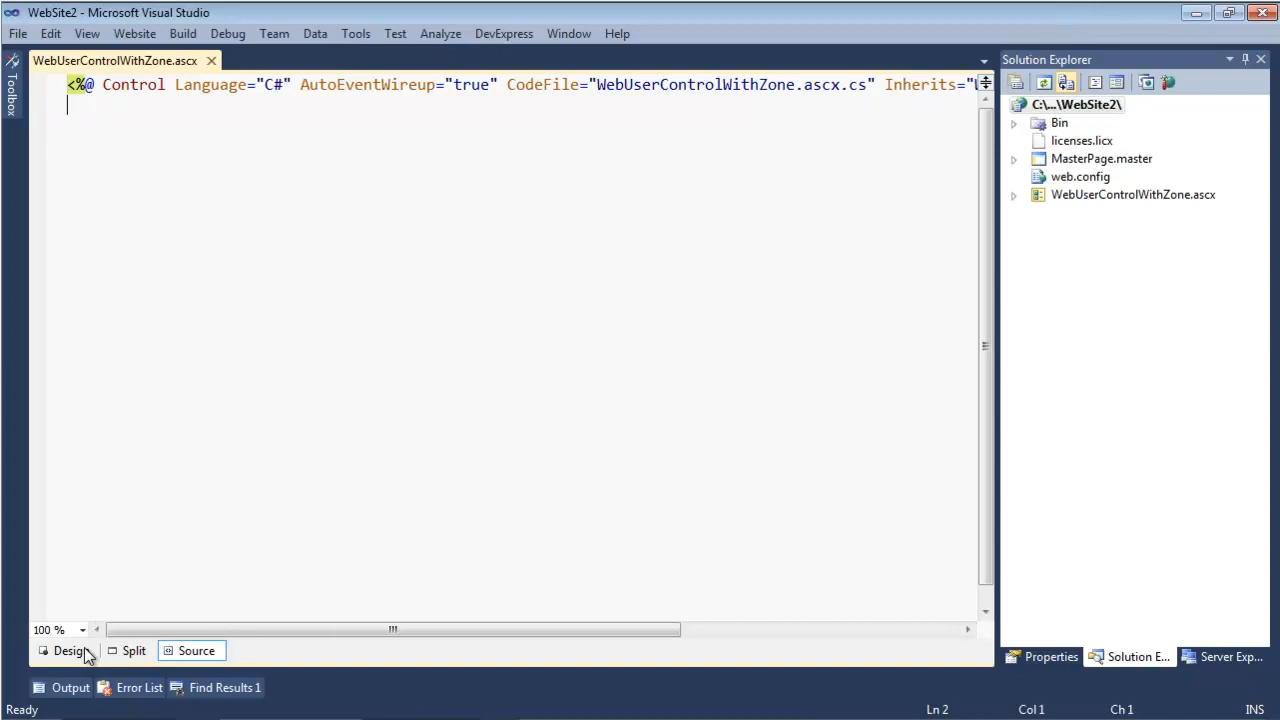 WebSite2 - Microsoft Visual Studio
File Edit View Website Build Debug Team Data Tools Test Analyze DevExpress Window Help
Toolbox
WebUserControlWithZone.ascx
<%@ Control Language="C#" AutoEventWireup="true" CodeFile="WebUserControlWithZone.ascx.cs" Inherits="
Solution Explorer
C:\...\WebSite2\
Bin
licenses.licx
MasterPage.master
web.config
WebUserControlWithZone.ascx
100 %
Design Split Source
Properties Solution E... Server Exp...
Output Error List Find Results 1
Ready Ln 2 Col 1 Ch 1 INS